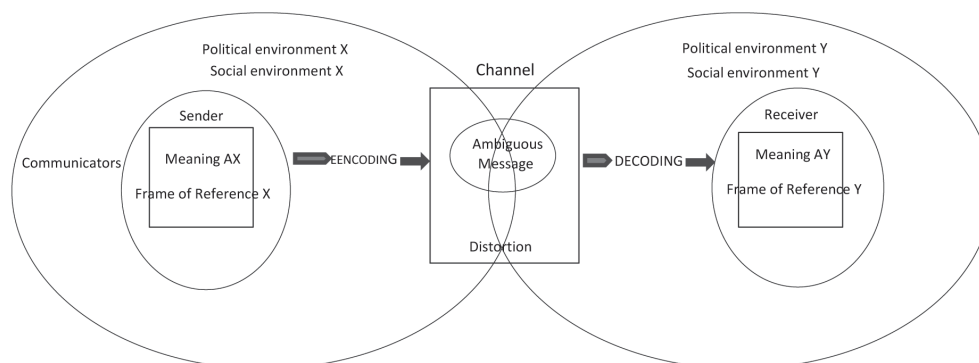 Political environment X
Social environment X
Sender
Communicators
Meaning AX
Frame of Reference X
EENCODING
Channel
Ambiguous
Message
Distortion
DECODING
Political environment Y
Social environment Y
Receiver
Meaning AY
Frame of Reference Y